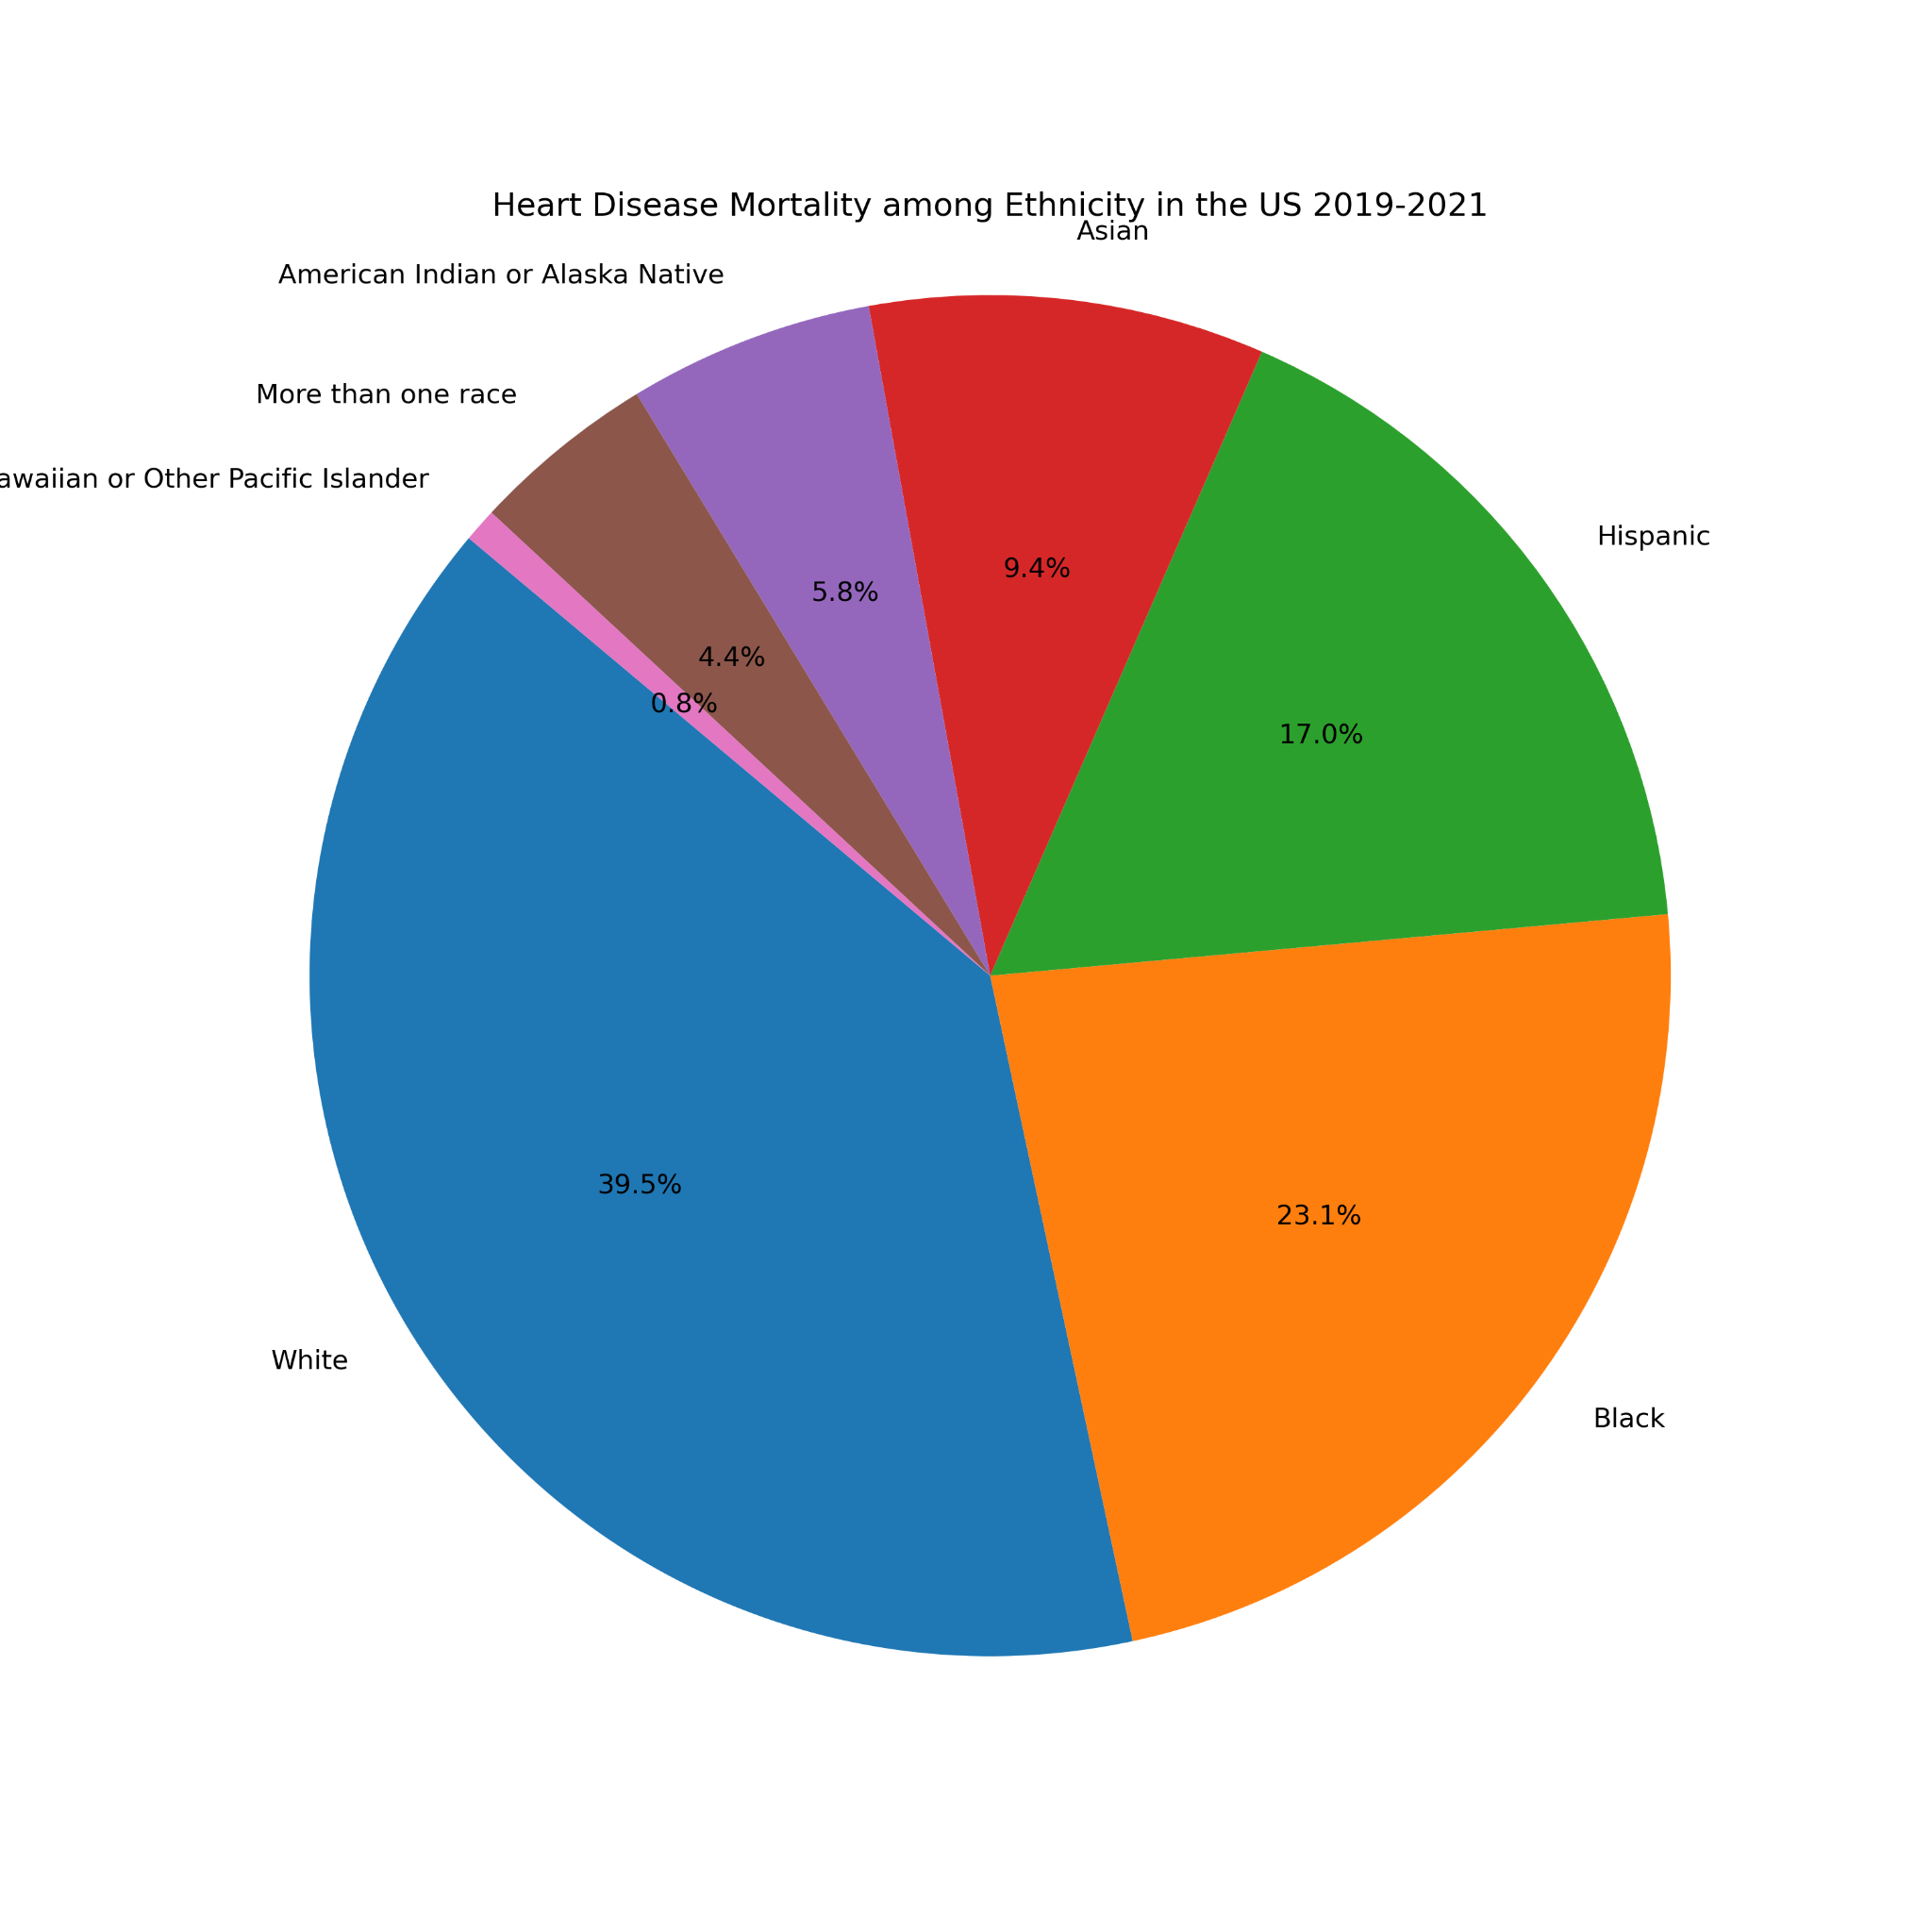 Heart Disease Mortality among Ethnicity in the US 2019-2021
Asian
American Indian or Alaska Native
More than one race
awaiian or Other Pacific Islander
Hispanic
9.4%
5.8%
4.4%
0.8%
17.0%
39.5%
23.1%
White
Black